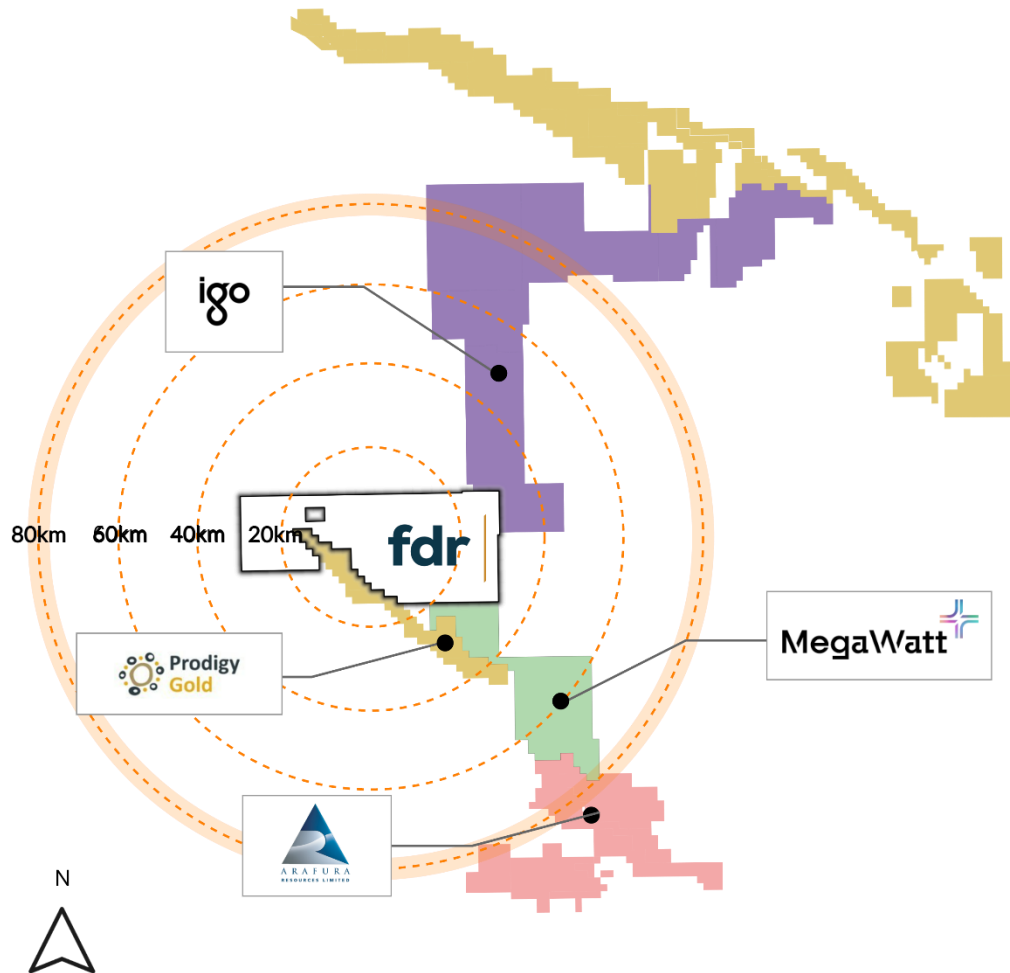 igo
80km 60km 40km 20km
fdr
MegaWatt
Prodigy
Gold
ARAFURA
RESOURCES LIMITED
N